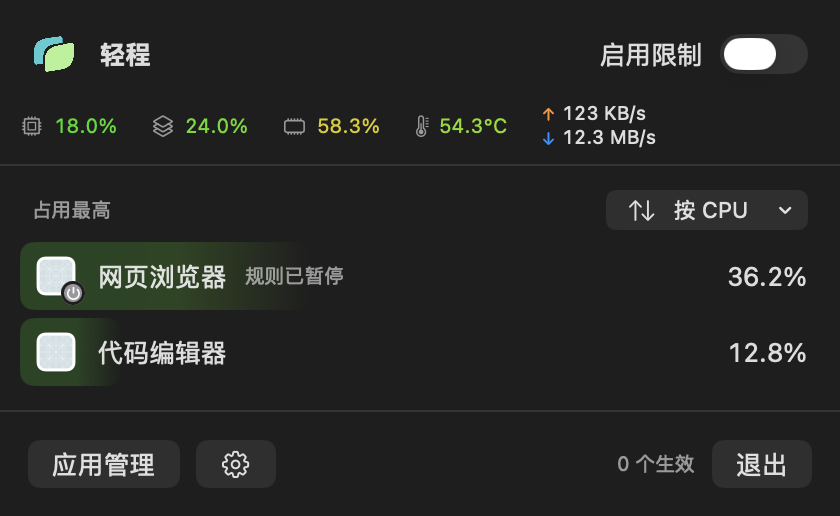 轻程
启用限制
18.0% 24.0% 58.3% 54.3°C ↑ 123 KB/s
↓ 12.3 MB/s
占用最高
按 CPU
网页浏览器 规则已暂停 36.2%
代码编辑器 12.8%
应用管理 0 个生效 退出